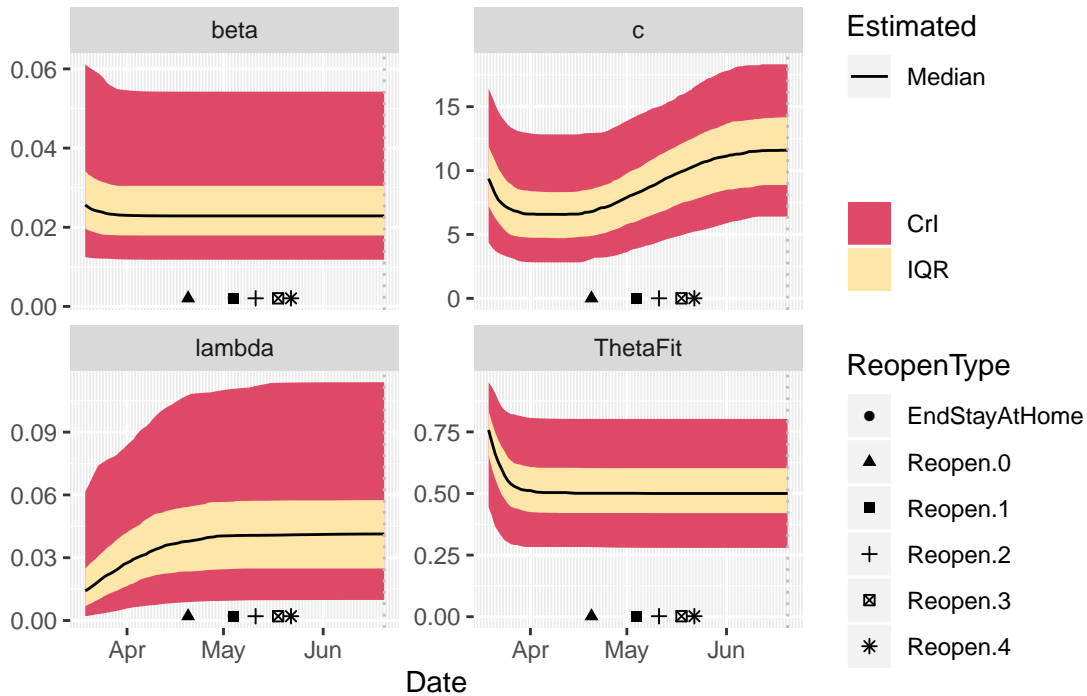 beta
c
0.06
0.04
0.02
0.00
15
10
5
0
lambda
ThetaFit
0.09
0.06
0.03
0.00
0.75
0.50
0.25
0.00
Apr May Jun
Apr May Jun
Date
Estimated
Median
CrI
IQR
ReopenType
EndStayAtHome
Reopen.0
Reopen.1
Reopen.2
Reopen.3
Reopen.4